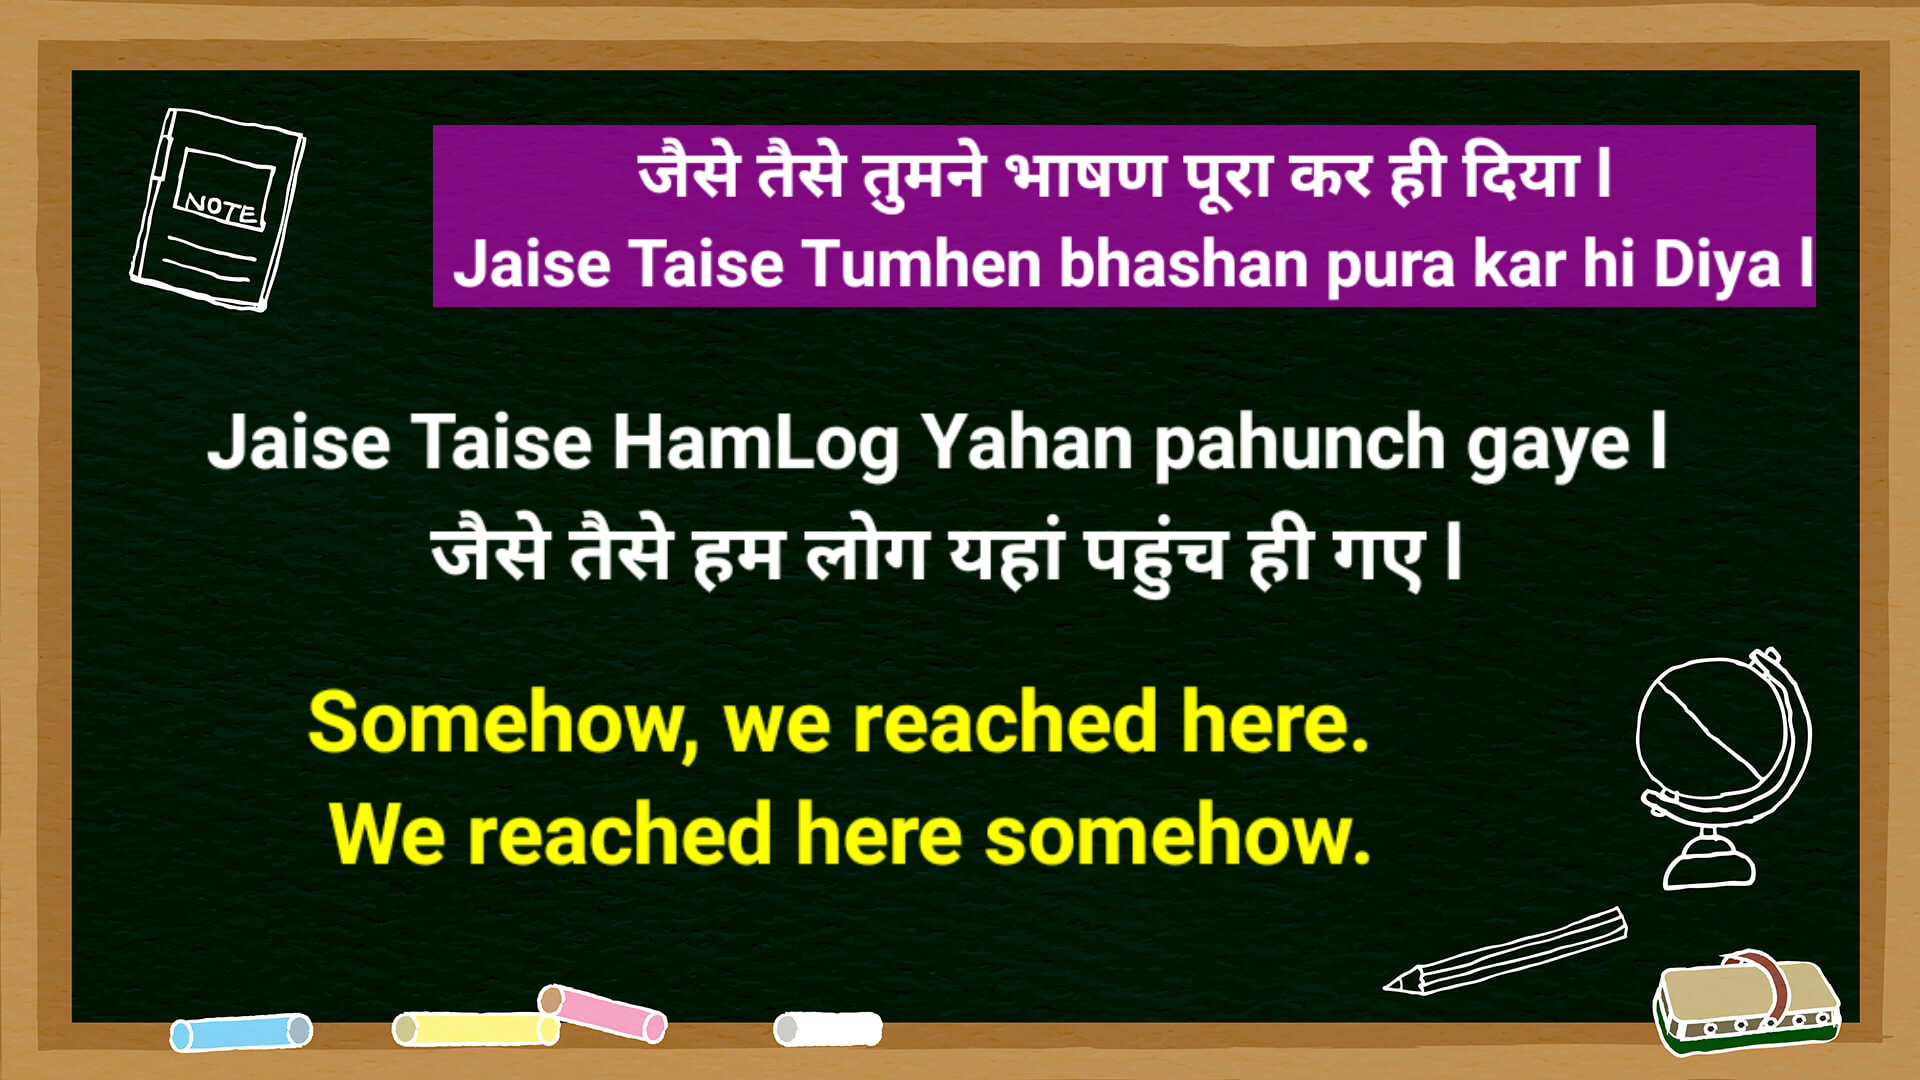 NOTE
जैसे तैसे तुमने भाषण पूरा कर ही दिया l
Jaise Taise Tumhen bhashan pura kar hi Diya l
Jaise Taise HamLog Yahan pahunch gaye l
जैसे तैसे हम लोग यहां पहुंच ही गए l
Somehow, we reached here.
We reached here somehow.